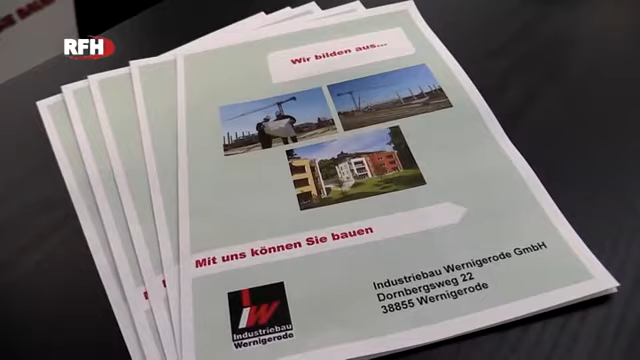 RFH
Wir bilden aus...
Mit uns können Sie bauen
Industriebau Wernigerode GmbH
Dornbergsweg 22
38855 Wernigerode
IW
Industriebau
Wernigerode